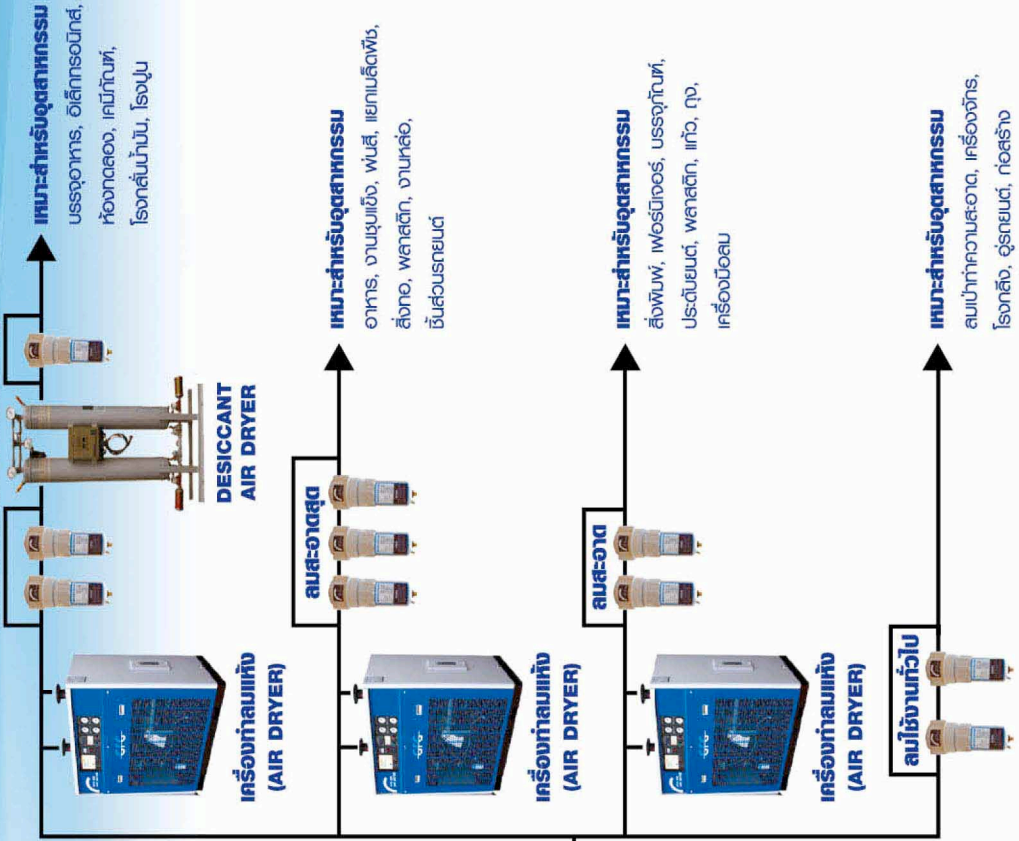 เหมาะสำหรับอุตสาหกรรม
บรรจุอาหาร, อิเล็กทรอนิกส์,
ห้องทดลอง, เคมีภัณฑ์,
โรงกลั่นน้ำมัน, โรงปูน
DESICCANT
AIR DRYER
เครื่องทำลมแห้ง
(AIR DRYER)
เหมาะสำหรับอุตสาหกรรม
อาหาร, งานชุบแข็ง, พ่นสี, แยกเมล็ดพืช,
สิ่งทอ, พลาสติก, งานหล่อ,
ชิ้นส่วนรถยนต์
ลมสะอาดสุด
เครื่องทำลมแห้ง
(AIR DRYER)
เหมาะสำหรับอุตสาหกรรม
สิ่งพิมพ์, เฟอร์นิเจอร์, บรรจุภัณฑ์,
ประดับยนต์, พลาสติก, แก้ว, ถุง,
เครื่องมือลม
ลมสะอาด
เครื่องทำลมแห้ง
(AIR DRYER)
เหมาะสำหรับอุตสาหกรรม
ลมเป่าทำความสะอาด, เครื่องจักร,
โรงกลึง, อู่รถยนต์, ก่อสร้าง
ลมใช้งานทั่วไป